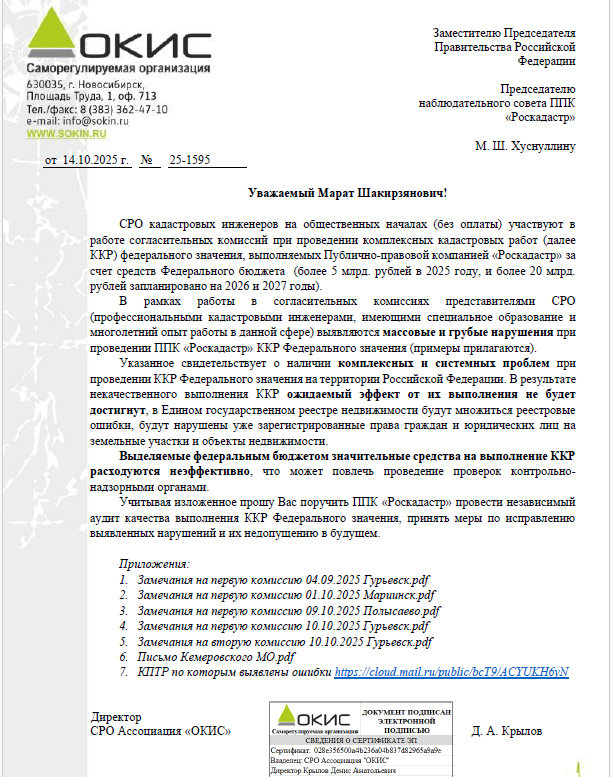 ОКИС
Саморегулируемая организация
630035, г. Новосибирск,
Площадь Труда, 1, оф. 713
Тел./факс: 8 (383) 362-47-10
e-mail: info@sokin.ru
WWW.SOKIN.RU
от 14.10.2025 г. № 25-1595
Заместителю Председателя
Правительства Российской
Федерации
Председателю
наблюдательного совета ППК
«Роскадастр»
М. Ш. Хуснуллину
Уважаемый Марат Шакирзянович!
СРО кадастровых инженеров на общественных началах (без оплаты) участвуют в
работе согласительных комиссий при проведении комплексных кадастровых работ (далее
ККР) федерального значения, выполняемых Публично-правовой компанией «Роскадастр» за
счет средств Федерального бюджета (более 5 млрд. рублей в 2025 году, и более 20 млрд.
рублей запланировано на 2026 и 2027 годы).
В рамках работы в согласительных комиссиях представителями СРО
(профессиональными кадастровыми инженерами, имеющими специальное образование и
многолетний опыт работы в данной сфере) выявляются массовые и грубые нарушения при
проведении ППК «Роскадастр» ККР Федерального значения (примеры прилагаются).
Указанное свидетельствует о наличии комплексных и системных проблем при
проведении ККР Федерального значения на территории Российской Федерации. В результате
некачественного выполнения ККР ожидаемый эффект от их выполнения не будет
достигнут, в Едином государственном реестре недвижимости будут множиться реестровые
ошибки, будут нарушены уже зарегистрированные права граждан и юридических лиц на
земельные участки и объекты недвижимости.
Выделяемые федеральным бюджетом значительные средства на выполнение ККР
расходуются неэффективно, что может повлечь проведение проверок контрольно-
надзорными органами.
Учитывая изложенное прошу Вас поручить ППК «Роскадастр» провести независимый
аудит качества выполнения ККР Федерального значения, принять меры по исправлению
выявленных нарушений и их недопущению в будущем.
Приложения:
1. Замечания на первую комиссию 04.09.2025 Гурьевск.pdf
2. Замечания на первую комиссию 01.10.2025 Мариинск.pdf
3. Замечания на первую комиссию 09.10.2025 Полысаево.pdf
4. Замечания на первую комиссию 10.10.2025 Гурьевск.pdf
5. Замечания на вторую комиссию 10.10.2025 Гурьевск.pdf
6. Письмо Кемеровского МО.pdf
7. КПТР по которым выявлены ошибки https://cloud.mail.ru/public/bcT9/ACYUKH6yN
Директор
СРО Ассоциация «ОКИС»
ОКИС
Саморегулируемая организация
ДОКУМЕНТ ПОДПИСАН
ЭЛЕКТРОННОЙ
ПОДПИСЬЮ
СВЕДЕНИЯ О СЕРТИФИКАТЕ ЭП
Сертификат: 028e356500a4b236a04b837d82965a9a9e
Владелец: СРО Ассоциация "ОКИС"
Директор Крылов Денис Анатольевич
Д. А. Крылов